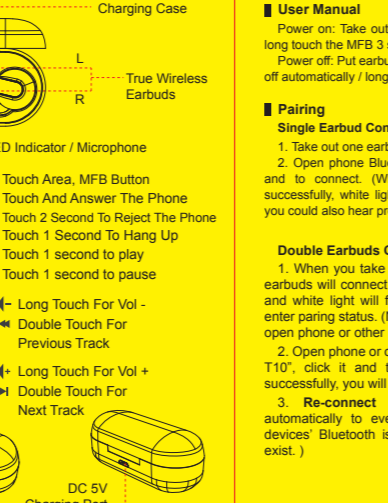 Charging Case
L
R
True Wireless
Earbuds
D Indicator / Microphone
Touch Area, MFB Button
Touch And Answer The Phone
Touch 2 Second To Reject The Phone
Touch 1 Second To Hang Up
Touch 1 second to play
Touch 1 second to pause
- Long Touch For Vol -
Double Touch For
Previous Track
+ Long Touch For Vol +
Double Touch For
Next Track
DC 5V
Charging Port
User Manual
Power on: Take out
long touch the MFB 3 s
Power off: Put earbu
off automatically / long
Pairing
Single Earbud Con
1. Take out one earb
2. Open phone Blue
and to connect. (W
successfully, white lig
you could also hear pr
Double Earbuds C
1. When you take
earbuds will connect
and white light will f
enter paring status. (N
open phone or other
2. Open phone or o
T10”, click it and t
successfully, you will
3. Re-connect
automatically to eve
devices’ Bluetooth is
exist. )